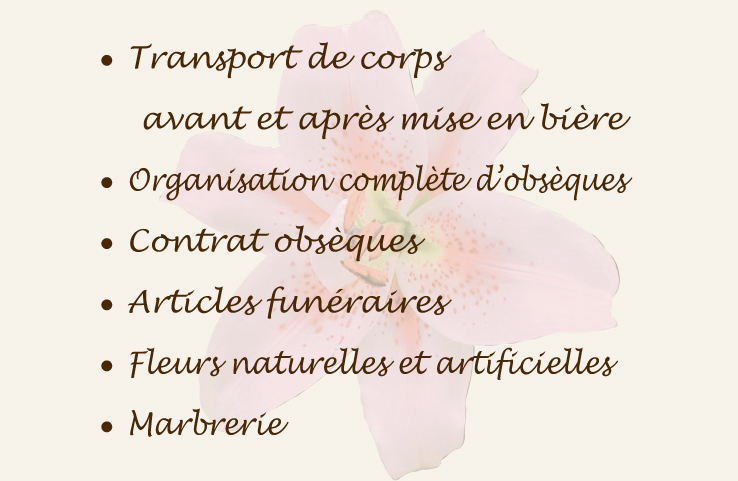 • Transport de corps
avant et après mise en bière
• Organisation complète d'obsèques
• Contrat obsèques
• Articles funéraires
• Fleurs naturelles et artificielles
• Marbrerie